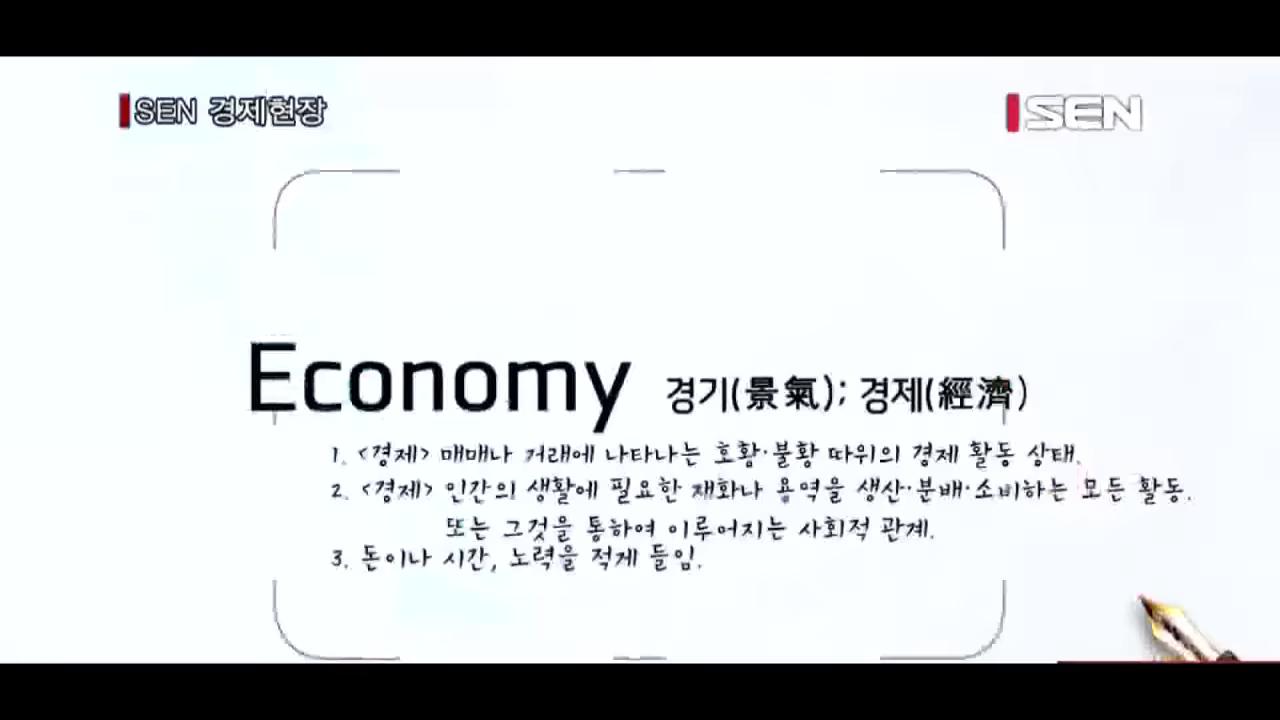 SEN 경제현장
SEN
Economy 경기(景氣); 경제(經濟)
1. <경제> 매매나 거래에 나타나는 호황·불황 따위의 경제 활동 상태.
2. <경제> 인간의 생활에 필요한 재화나 용역을 생산·분배·소비하는 모든 활동.
또는 그것을 통하여 이루어지는 사회적 관계.
3. 돈이나 시간, 노력을 적게 들임.